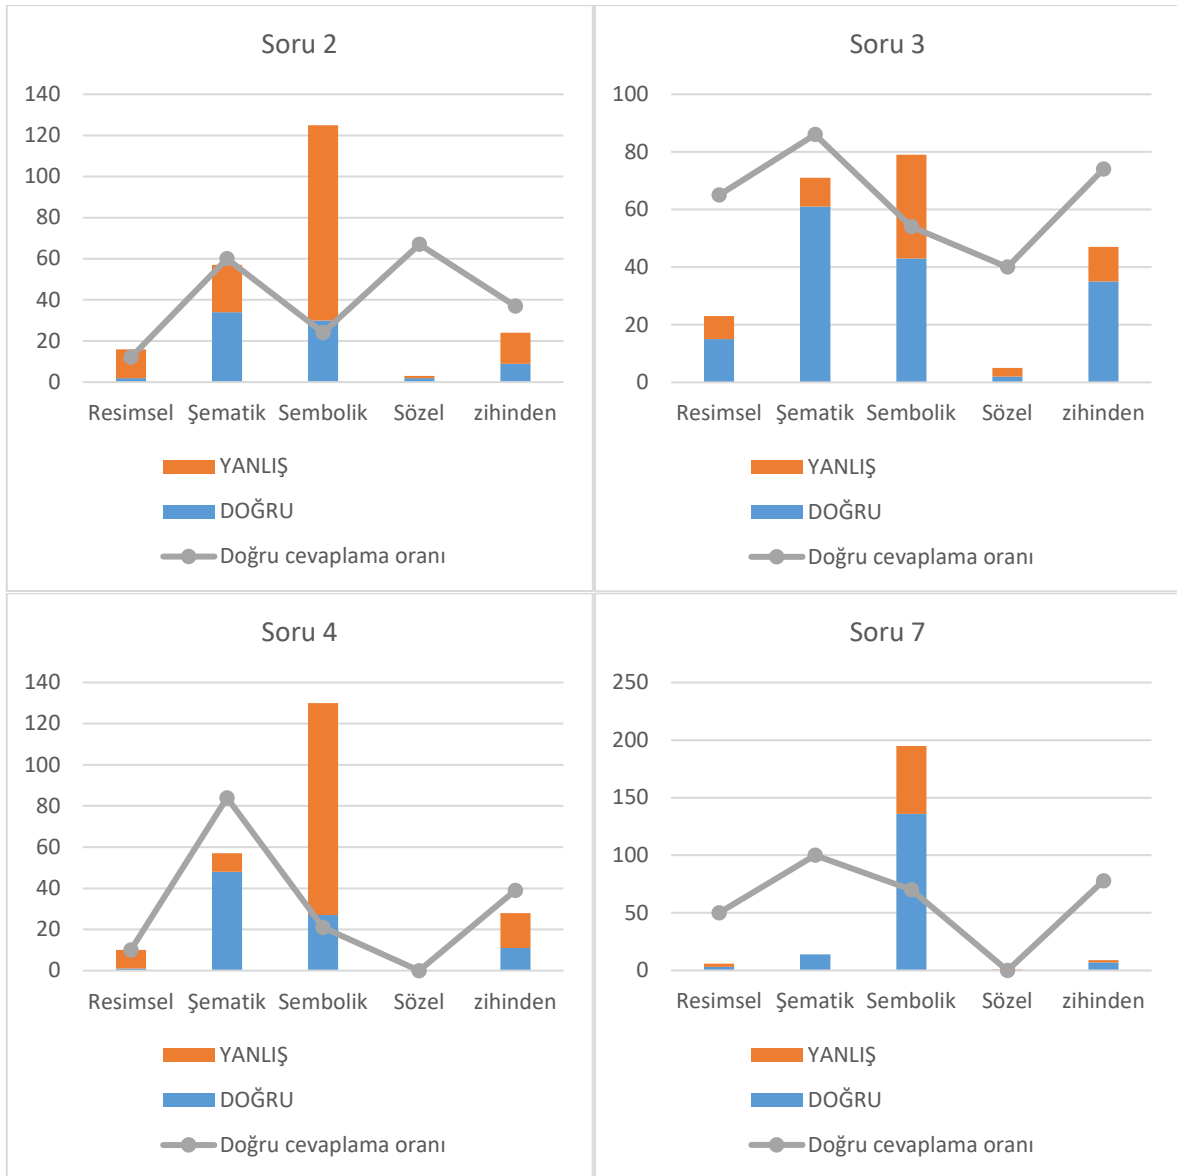 Soru 2
140
120
100
80
60
40
20
0
Resimsel Şematik Sembolik Sözel zihinden
YANLIŞ
DOĞRU
Doğru cevaplama oranı
Soru 3
100
80
60
40
20
0
Resimsel Şematik Sembolik Sözel zihinden
YANLIŞ
DOĞRU
Doğru cevaplama oranı
Soru 4
140
120
100
80
60
40
20
0
Resimsel Şematik Sembolik Sözel zihinden
YANLIŞ
DOĞRU
Doğru cevaplama oranı
Soru 7
250
200
150
100
50
0
Resimsel Şematik Sembolik Sözel zihinden
YANLIŞ
DOĞRU
Doğru cevaplama oranı